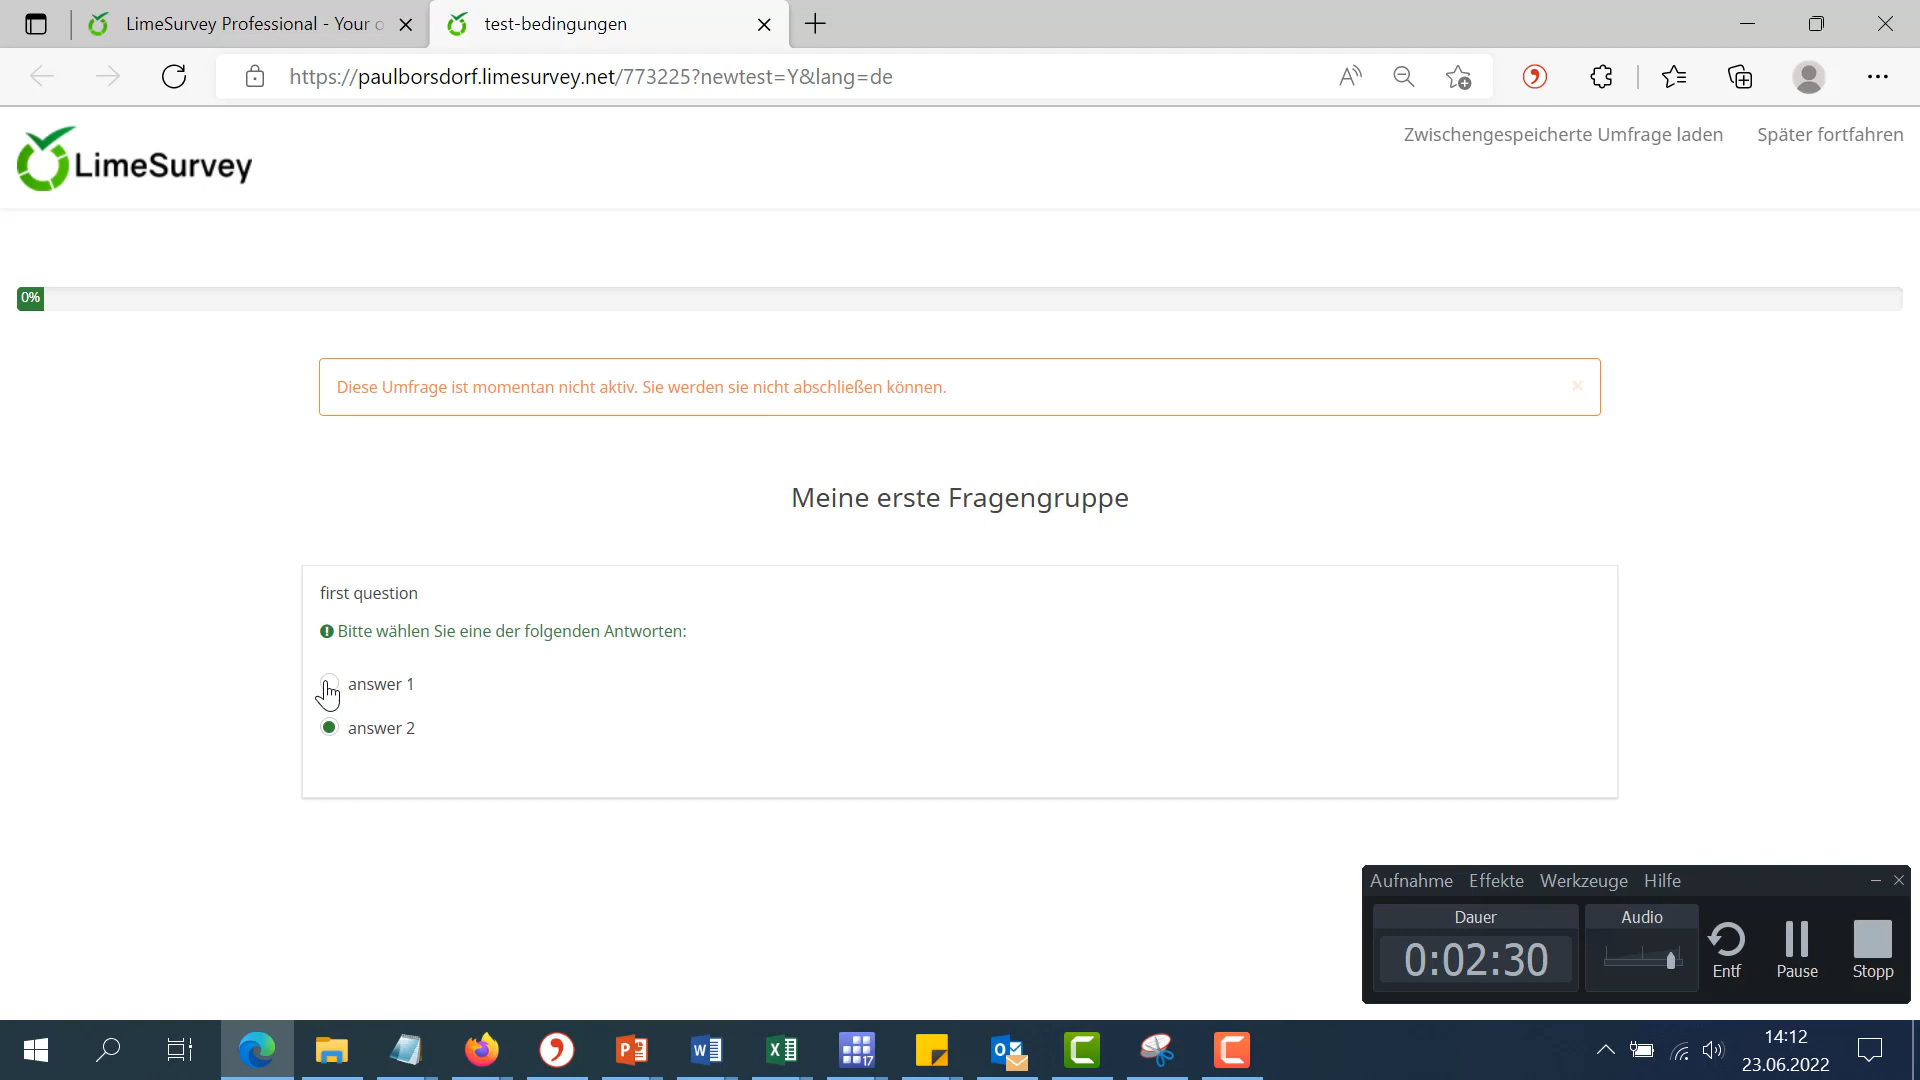 LimeSurvey Professional - Your o
test-bedingungen
https://paulborsdorf.limesurvey.net/773225?newtest=Y&lang=de
LimeSurvey
Zwischengespeicherte Umfrage laden
Später fortfahren
0%
Diese Umfrage ist momentan nicht aktiv. Sie werden sie nicht abschließen können.
Meine erste Fragengruppe
first question
Bitte wählen Sie eine der folgenden Antworten:
answer 1
answer 2
Aufnahme Effekte Werkzeuge Hilfe
Dauer
Audio
0:02:30
Entf
Pause
Stopp
17
14:12
23.06.2022